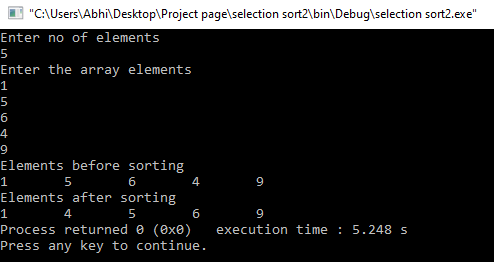 "C:\Users\Abhi\Desktop\Project page\selection sort2\bin\Debug\selection sort2.exe"
Enter no of elements
5
Enter the array elements
1
5
6
4
9
Elements before sorting
1 5 6 4 9
Elements after sorting
1 4 5 6 9
Process returned 0 (0x0) execution time : 5.248 s
Press any key to continue.